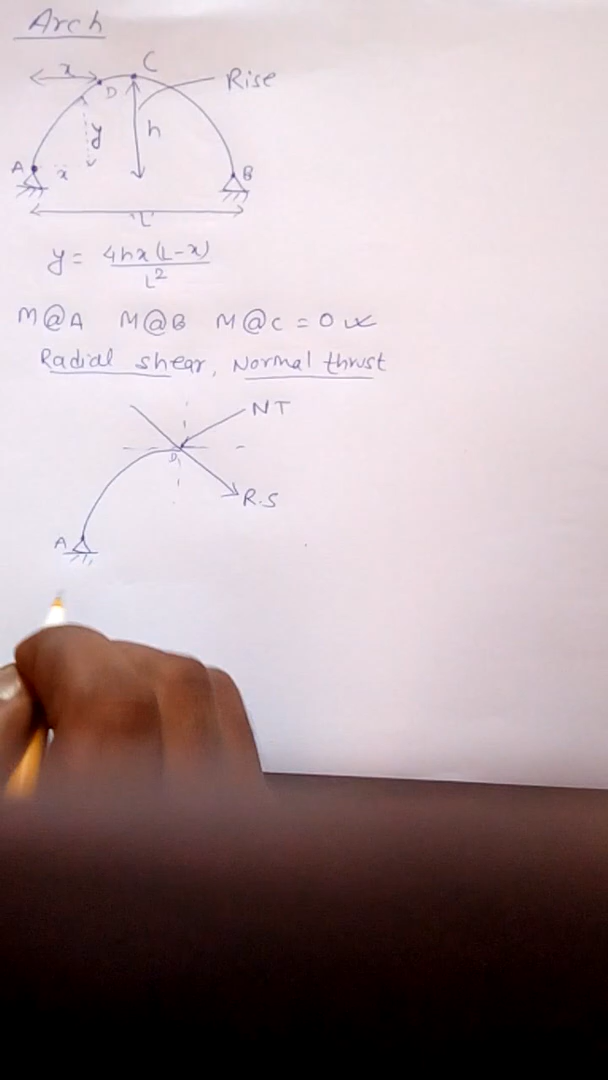 Arch
x
C
D
Rise
y
h
A
x
B
"L"
y = 4hx(L-x)
L²
M@A M@B M@C = 0
Radial shear, Normal thrust
NT
D
R.S
A